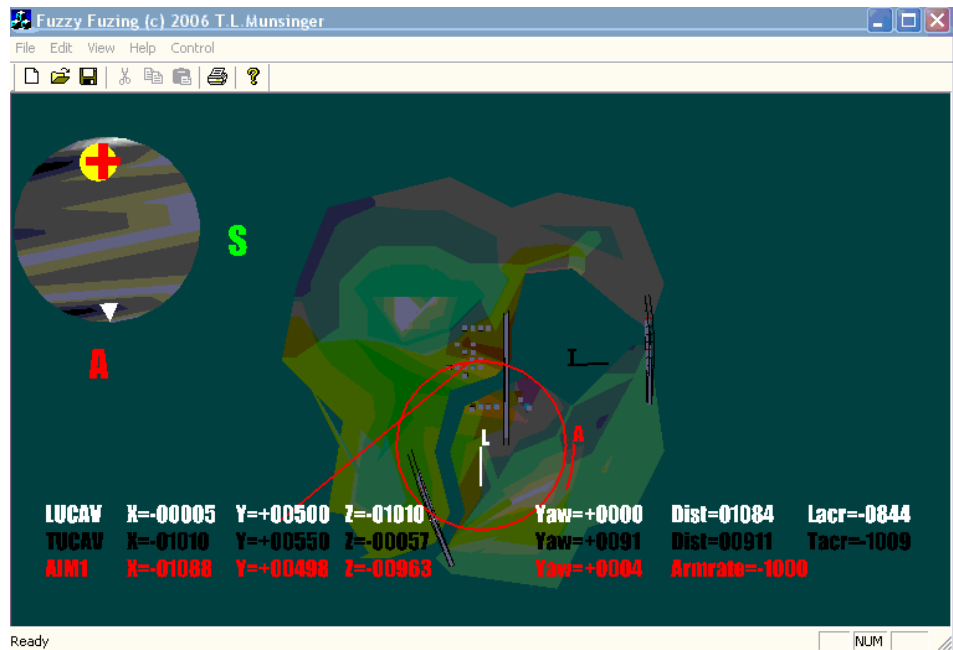 Fuzzy Fuzing (c) 2006 T.L.Munsinger
File Edit View Help Control
S
A
L
A
LUCAV X=-00005 Y=+00500 Z=-01010 Yaw=+0000 Dist=01084 Lacr=-0844
TUCAV X=-01010 Y=+00550 Z=-00057 Yaw=+0091 Dist=00911 Tacr=-1009
AIM1 X=-01088 Y=+00498 Z=-00963 Yaw=+0004 Armrate=-1000
Ready NUM